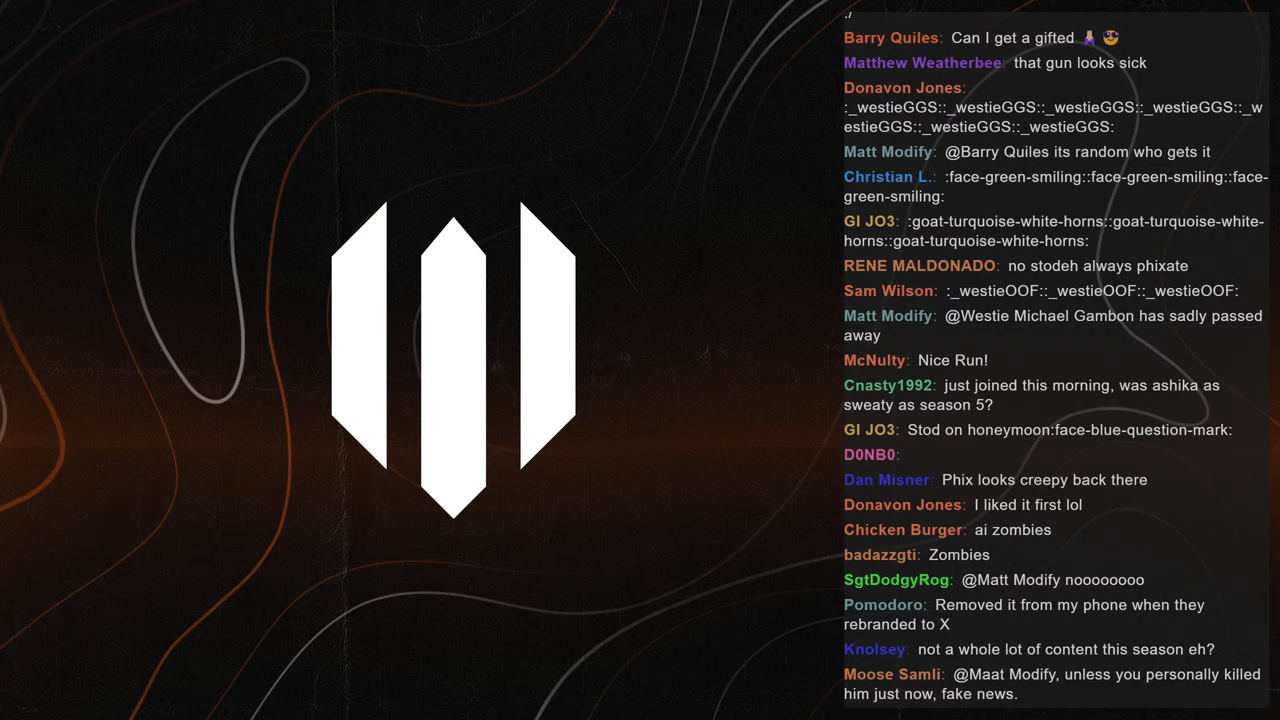 Barry Quiles: Can I get a gifted
Matthew Weatherbee: that gun looks sick
Donavon Jones:
:_westieGGS::_westieGGS::_westieGGS::_westieGGS::_w
estieGGS::_westieGGS::_westieGGS:
Matt Modify: @Barry Quiles its random who gets it
Christian L.: :face-green-smiling::face-green-smiling::face-
green-smiling:
GI JO3: :goat-turquoise-white-horns::goat-turquoise-white-
horns::goat-turquoise-white-horns:
RENE MALDONADO: no stodeh always phixate
Sam Wilson: :_westieOOF::_westieOOF::_westieOOF:
Matt Modify: @Westie Michael Gambon has sadly passed
away
McNulty: Nice Run!
Cnasty1992: just joined this morning, was ashika as
sweaty as season 5?
GI JO3: Stod on honeymoon:face-blue-question-mark:
D0NB0:
Dan Misner: Phix looks creepy back there
Donavon Jones: I liked it first lol
Chicken Burger: ai zombies
badazzgti: Zombies
SgtDodgyRog: @Matt Modify noooooooo
Pomodoro: Removed it from my phone when they
rebranded to X
Knolsey: not a whole lot of content this season eh?
Moose Samli: @Maat Modify, unless you personally killed
him just now, fake news.